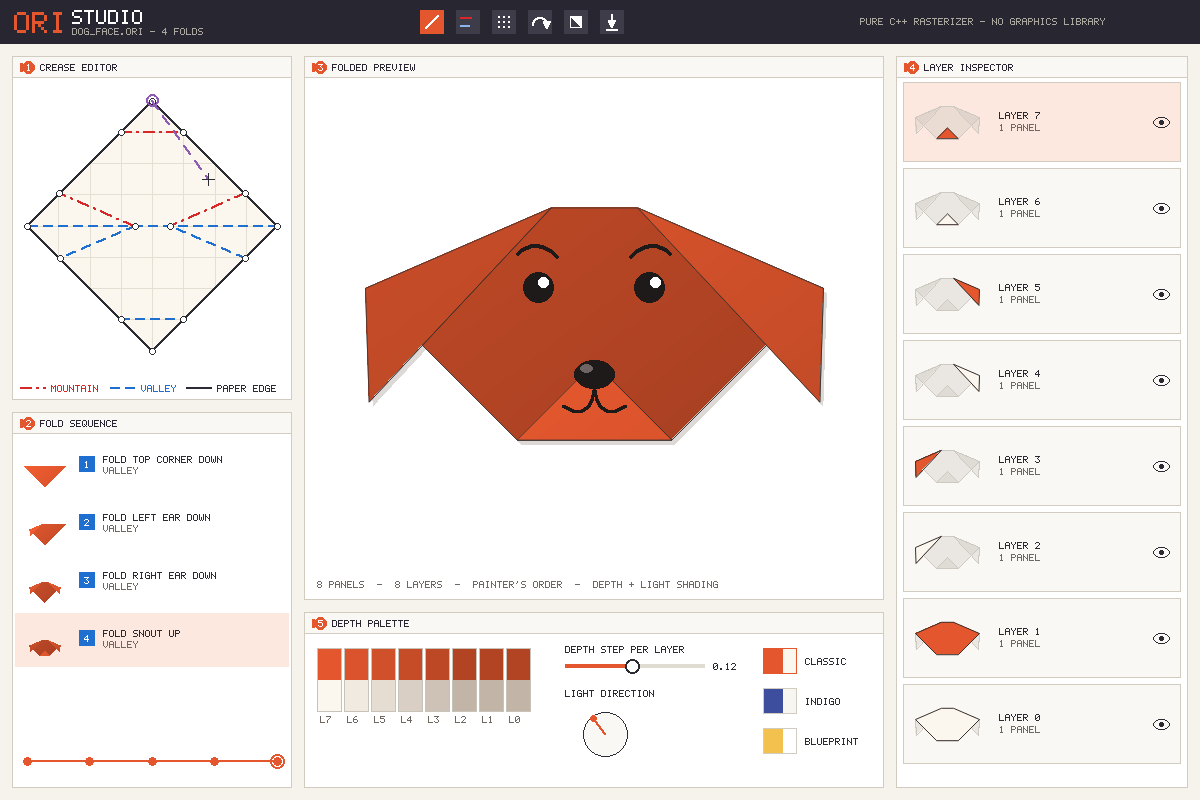 ORI STUDIO
DOG_FACE.ORI – 4 FOLDS
PURE C++ RASTERIZER – NO GRAPHICS LIBRARY
1 CREASE EDITOR
MOUNTAIN VALLEY PAPER EDGE
2 FOLD SEQUENCE
1 FOLD TOP CORNER DOWN
VALLEY
2 FOLD LEFT EAR DOWN
VALLEY
3 FOLD RIGHT EAR DOWN
VALLEY
4 FOLD SNOUT UP
VALLEY
3 FOLDED PREVIEW
8 PANELS – 8 LAYERS – PAINTER'S ORDER – DEPTH + LIGHT SHADING
5 DEPTH PALETTE
L7 L6 L5 L4 L3 L2 L1 L0
DEPTH STEP PER LAYER
0.12
LIGHT DIRECTION
CLASSIC
INDIGO
BLUEPRINT
4 LAYER INSPECTOR
LAYER 7
1 PANEL
LAYER 6
1 PANEL
LAYER 5
1 PANEL
LAYER 4
1 PANEL
LAYER 3
1 PANEL
LAYER 2
1 PANEL
LAYER 1
1 PANEL
LAYER 0
1 PANEL